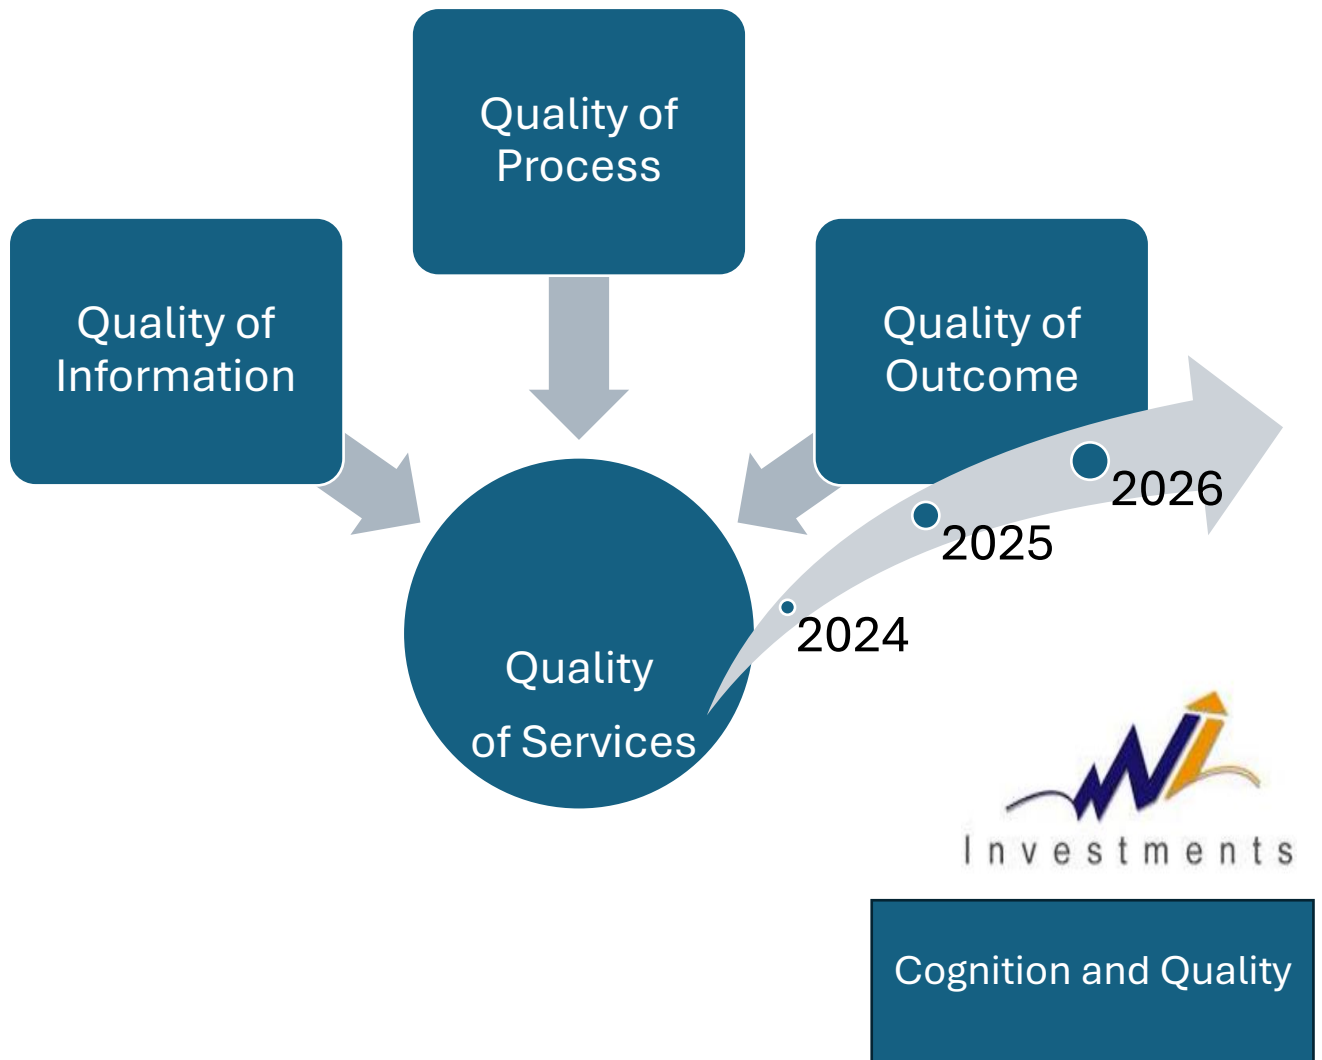 Quality of
Process
Quality of
Information
Quality of
Outcome
2026
2025
2024
Quality
of Services
Investments
Cognition and Quality